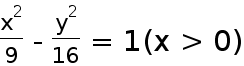 x²/9 - y²/16 = 1(x > 0)